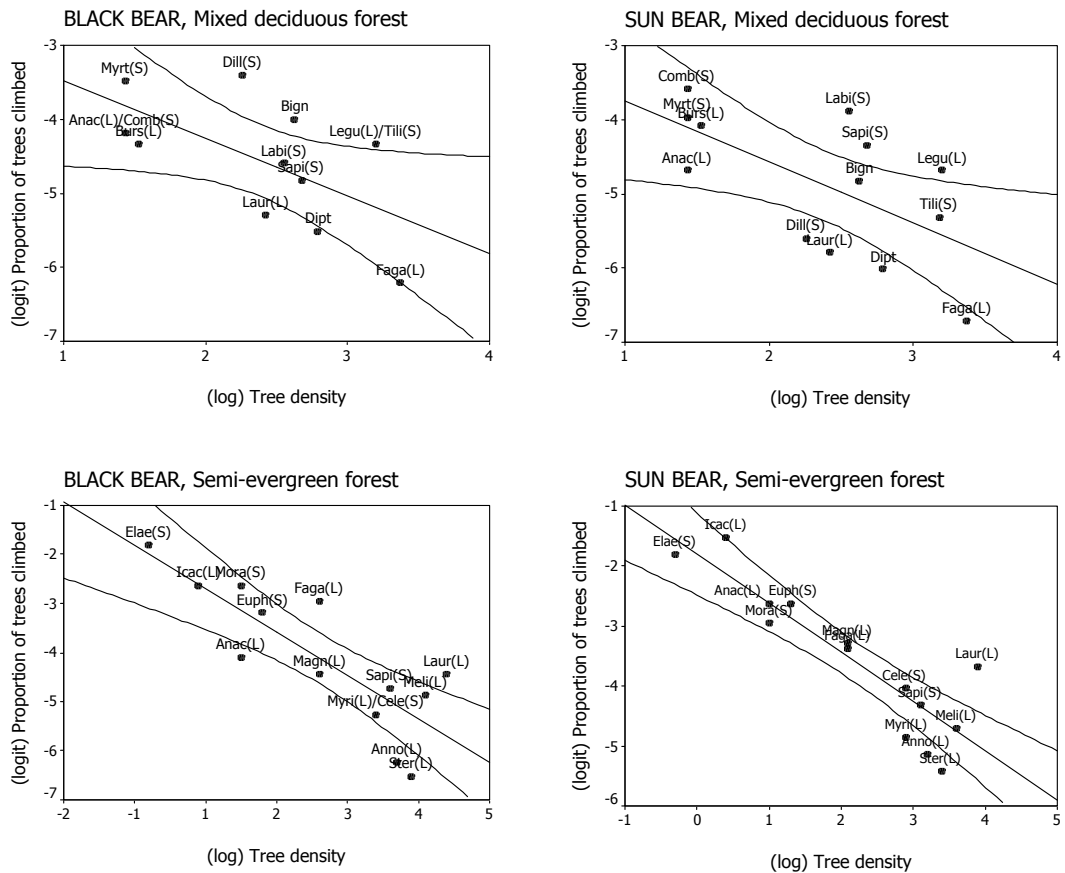 BLACK BEAR, Mixed deciduous forest
(logit) Proportion of trees climbed
-3
-4
-5
-6
-7
Myrt(S)
Dill(S)
Bign
Anac(L)/Comb(S)
Burs(L)
Legu(L)/Tili(S)
Labi(S)
Sapi(S)
Laur(L)
Dipt
Faga(L)
1
2
3
4
(log) Tree density
SUN BEAR, Mixed deciduous forest
(logit) Proportion of trees climbed
-3
-4
-5
-6
-7
Comb(S)
Labi(S)
Myrt(S)
Burs(L)
Sapi(S)
Anac(L)
Bign
Legu(L)
Tili(S)
Dill(S)
Laur(L)
Dipt
Faga(L)
1
2
3
4
(log) Tree density
BLACK BEAR, Semi-evergreen forest
(logit) Proportion of trees climbed
-1
-2
-3
-4
-5
-6
-7
Elae(S)
Icac(L)
Mora(S)
Faga(L)
Euph(S)
Anac(L)
Magn(L)
Laur(L)
Sapi(S)
Meli(L)
Myri(L)/Cele(S)
Anno(L)
Ster(L)
-2
-1
0
1
2
3
4
5
(log) Tree density
SUN BEAR, Semi-evergreen forest
(logit) Proportion of trees climbed
-1
-2
-3
-4
-5
-6
Icac(L)
Elae(S)
Anac(L)
Euph(S)
Mora(S)
Magn(L)
Faga(L)
Laur(L)
Cele(S)
Sapi(S)
Myri(L)
Meli(L)
Anno(L)
Ster(L)
-1
0
1
2
3
4
5
(log) Tree density